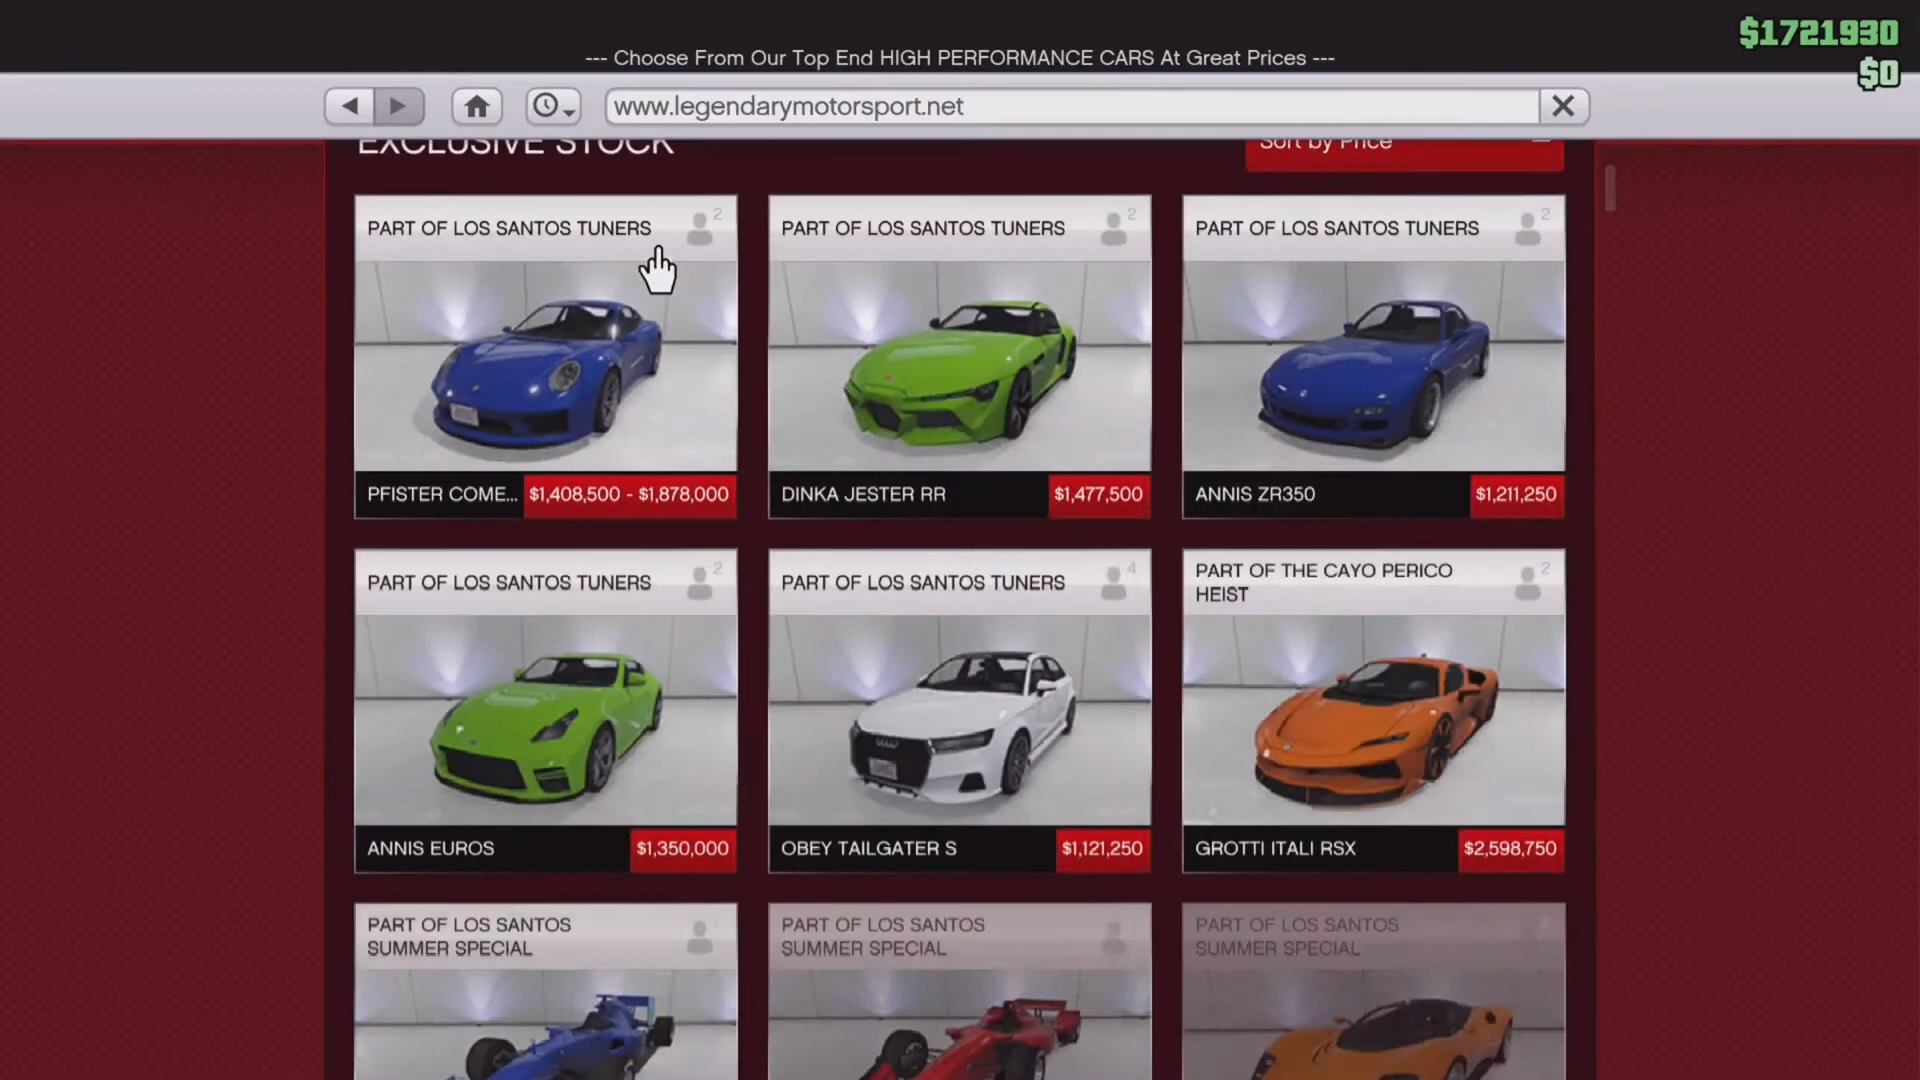 $1721930
$0
--- Choose From Our Top End HIGH PERFORMANCE CARS At Great Prices ---
www.legendarymotorsport.net
EXCLUSIVE STOCK
Sort by Price
PART OF LOS SANTOS TUNERS 2
PART OF LOS SANTOS TUNERS 2
PART OF LOS SANTOS TUNERS 2
PFISTER COME... $1,408,500 - $1,878,000
DINKA JESTER RR $1,477,500
ANNIS ZR350 $1,211,250
PART OF LOS SANTOS TUNERS 2
PART OF LOS SANTOS TUNERS 4
PART OF THE CAYO PERICO
HEIST 2
ANNIS EUROS $1,350,000
OBEY TAILGATER S $1,121,250
GROTTI ITALI RSX $2,598,750
PART OF LOS SANTOS
SUMMER SPECIAL
PART OF LOS SANTOS
SUMMER SPECIAL
PART OF LOS SANTOS
SUMMER SPECIAL